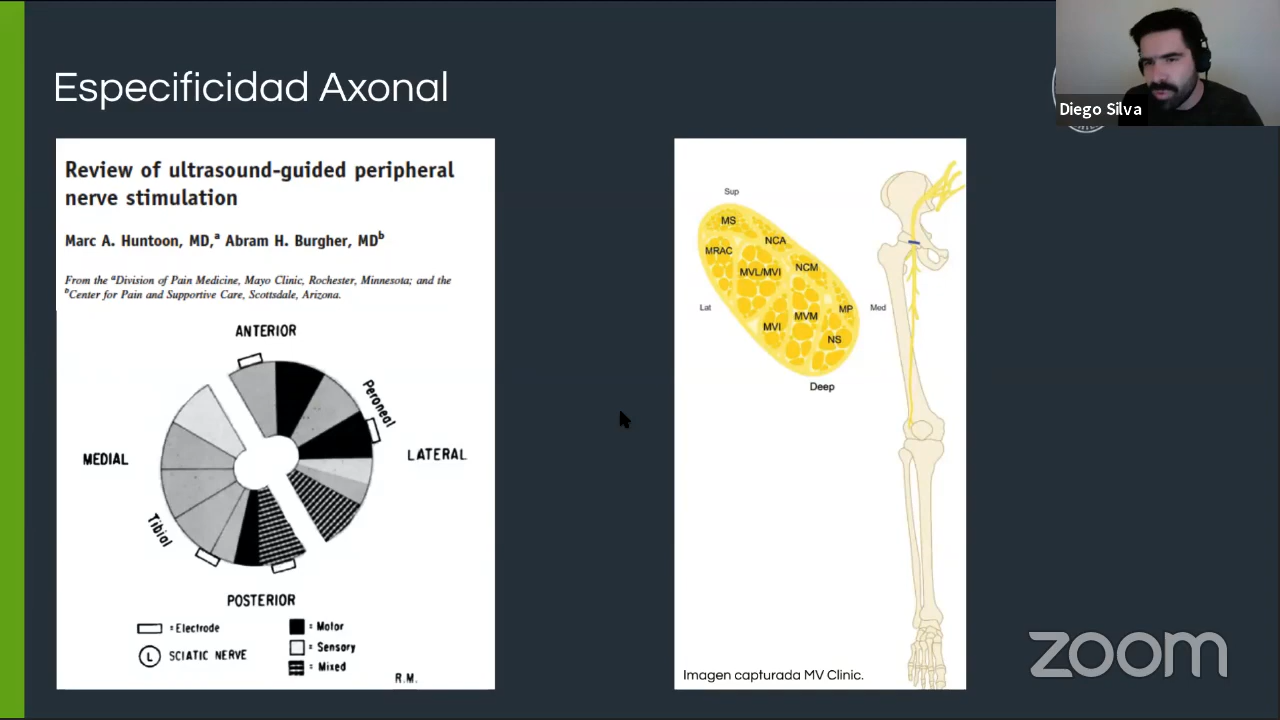 Especificidad Axonal
Diego Silva
Review of ultrasound-guided peripheral
nerve stimulation
Marc A. Huntoon, MD,a Abram H. Burgher, MDb
From the aDivision of Pain Medicine, Mayo Clinic, Rochester, Minnesota; and the
bCenter for Pain and Supportive Care, Scottsdale, Arizona.
ANTERIOR
Peroneal
MEDIAL
LATERAL
Tibial
POSTERIOR
= Electrode
L SCIATIC NERVE
= Motor
= Sensory
= Mixed
R.M.
Sup
MS
NCA
MRAC
MVL/MVI
NCM
Lat
MVM
MP
Med
MVI
NS
Deep
Imagen capturada MV Clinic.
zoom